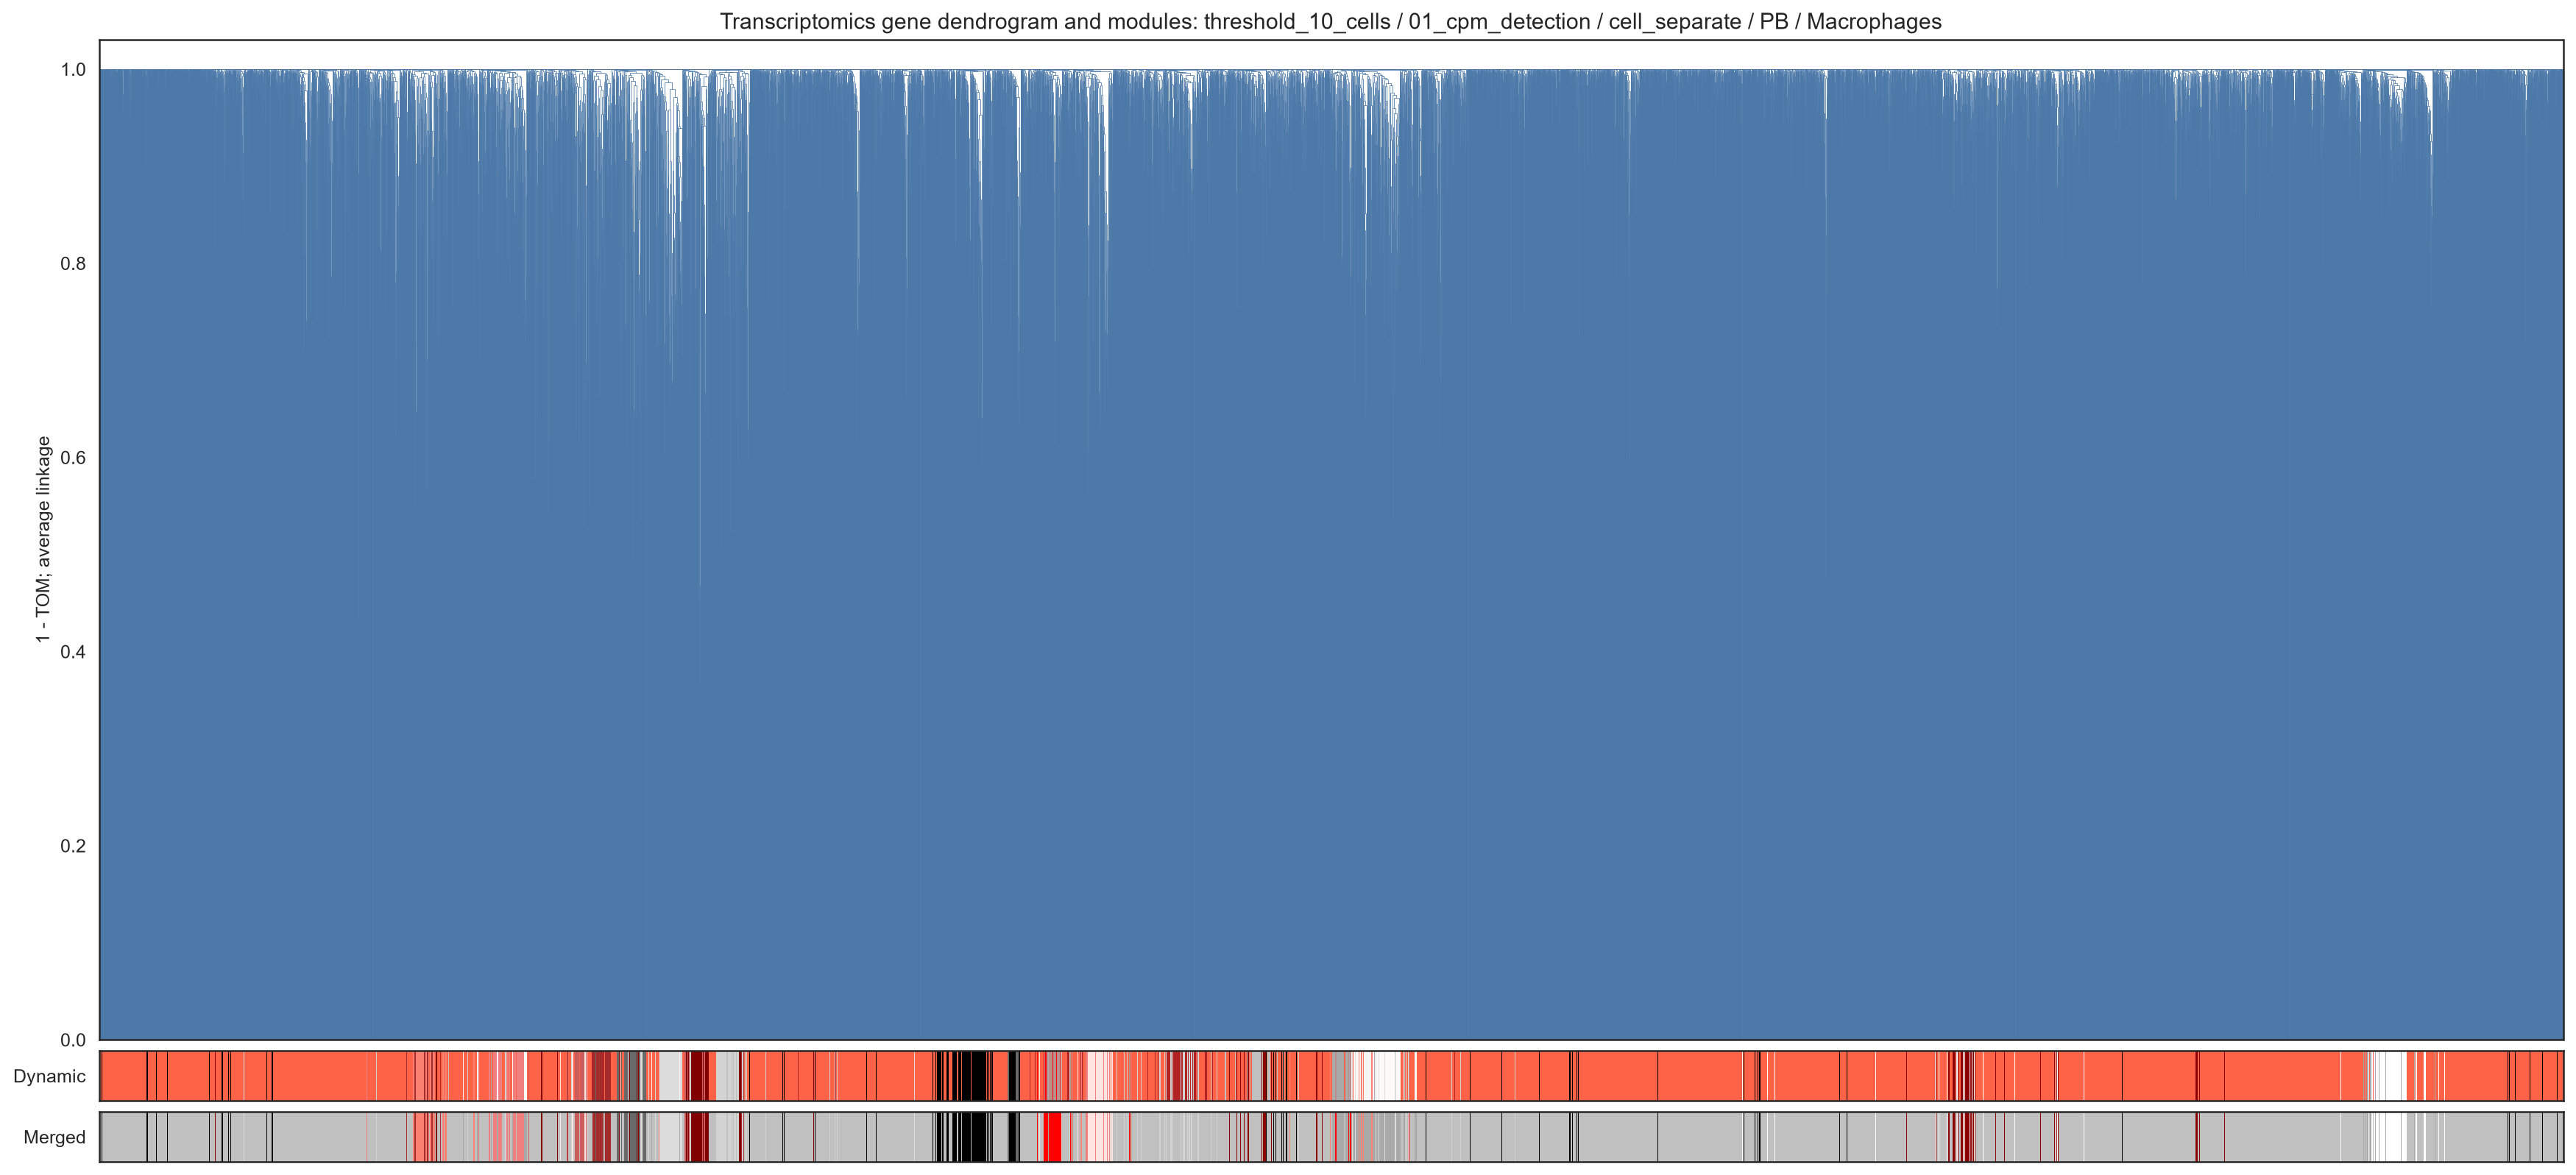 Transcriptomics gene dendrogram and modules: threshold_10_cells / 01_cpm_detection / cell_separate / PB / Macrophages
1.0
0.8
0.6
0.4
0.2
0.0
1 - TOM; average linkage
Dynamic
Merged